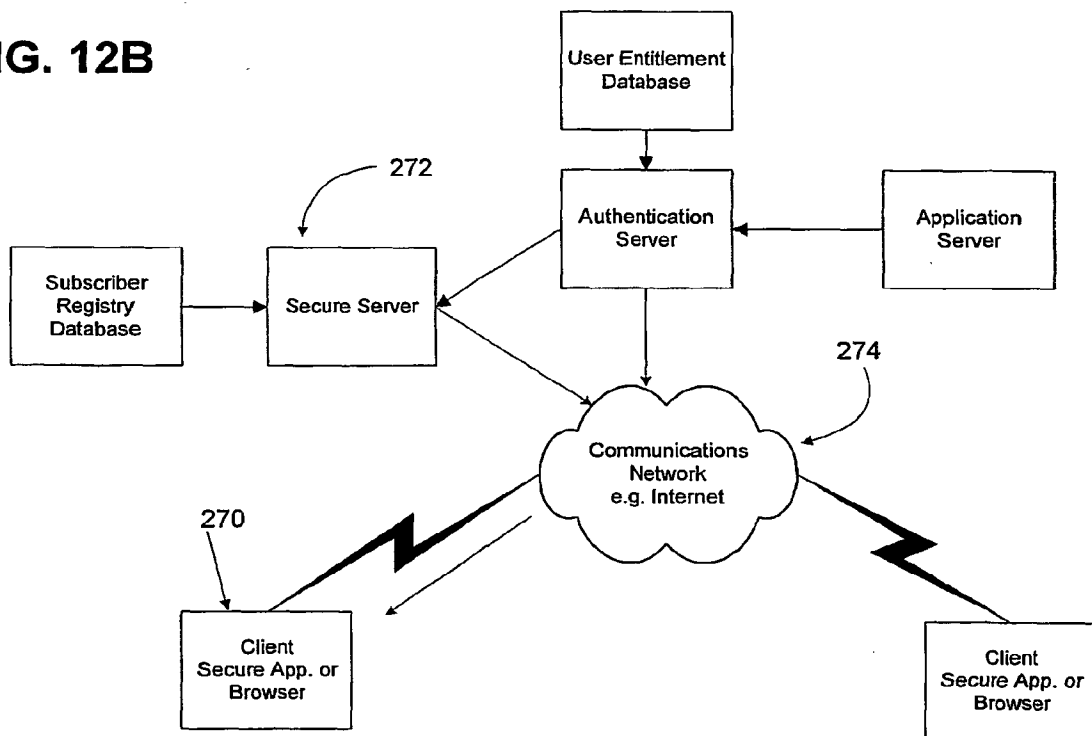 IG. 12B
User Entitlement
Database
272
Authentication
Server
Application
Server
Subscriber
Registry
Database
Secure Server
274
Communications
Network
e.g. Internet
270
Client
Secure App. or
Browser
Client
Secure App. or
Browser